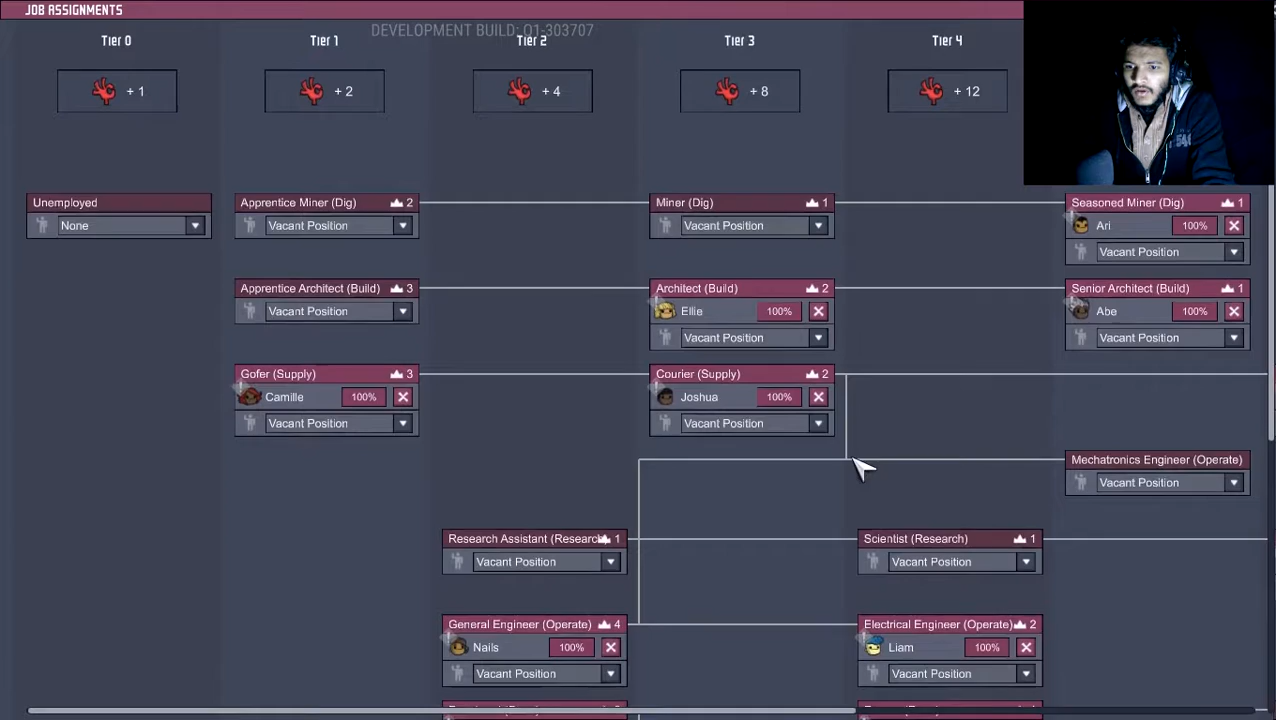 JOB ASSIGNMENTS
DEVELOPMENT BUILD: Q1-303707
Tier 0 Tier 1 Tier 2 Tier 3 Tier 4
+ 1 + 2 + 4 + 8 + 12
Unemployed Apprentice Miner (Dig) 2 Miner (Dig) 1 Seasoned Miner (Dig) 1
None Vacant Position Vacant Position Ari 100%
Vacant Position
Apprentice Architect (Build) 3 Architect (Build) 2 Senior Architect (Build) 1
Vacant Position Ellie 100% Abe 100%
Vacant Position Vacant Position
Gofer (Supply) 3 Courier (Supply) 2
Camille 100% Joshua 100%
Vacant Position Vacant Position
Mechatronics Engineer (Operate)
Vacant Position
Research Assistant (Research 1 Scientist (Research) 1
Vacant Position Vacant Position
General Engineer (Operate) 4 Electrical Engineer (Operate) 2
Nails 100% Liam 100%
Vacant Position Vacant Position